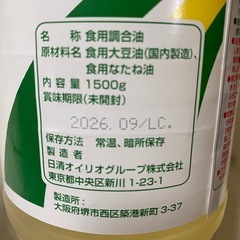 名称 食用調合油
原材料名 食用大豆油(国内製造)、
食用なたね油
内容量 1500g
賞味期限(未開封)
2026.09/LC.
保存方法 常温、暗所保存
製造者
日清オイリオグループ株式会社
東京都中央区新川1-23-1
製造所:
大阪府堺市西区築港新町3-37